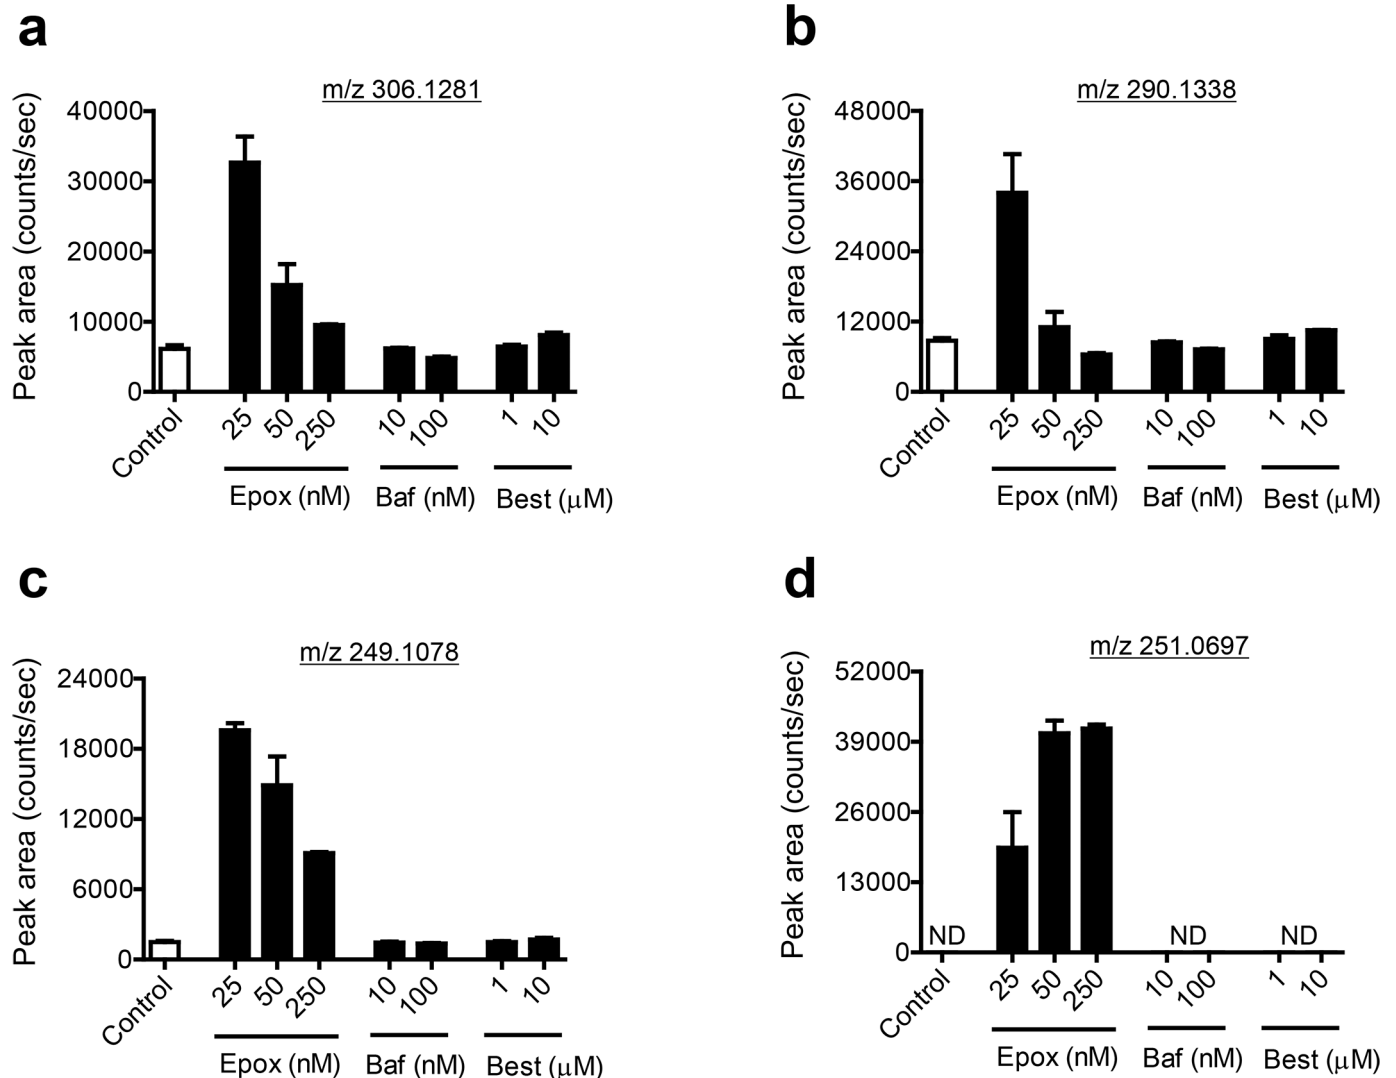 a
m/z 306.1281
Peak area (counts/sec)
40000
30000
20000
10000
0
Control
25
50
250
10
100
1
10
Epox (nM)
Baf (nM)
Best (μM)
b
m/z 290.1338
Peak area (counts/sec)
48000
36000
24000
12000
0
Control
25
50
250
10
100
1
10
Epox (nM)
Baf (nM)
Best (μM)
c
m/z 249.1078
Peak area (counts/sec)
24000
18000
12000
6000
0
Control
25
50
250
10
100
1
10
Epox (nM)
Baf (nM)
Best (μM)
d
m/z 251.0697
Peak area (counts/sec)
52000
39000
26000
13000
0
ND
ND
ND
Control
25
50
250
10
100
1
10
Epox (nM)
Baf (nM)
Best (μM)